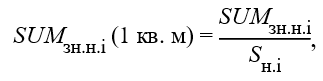 SUMзн.н.і (1 кв. м) = SUMзн.н.і / Sн.і,